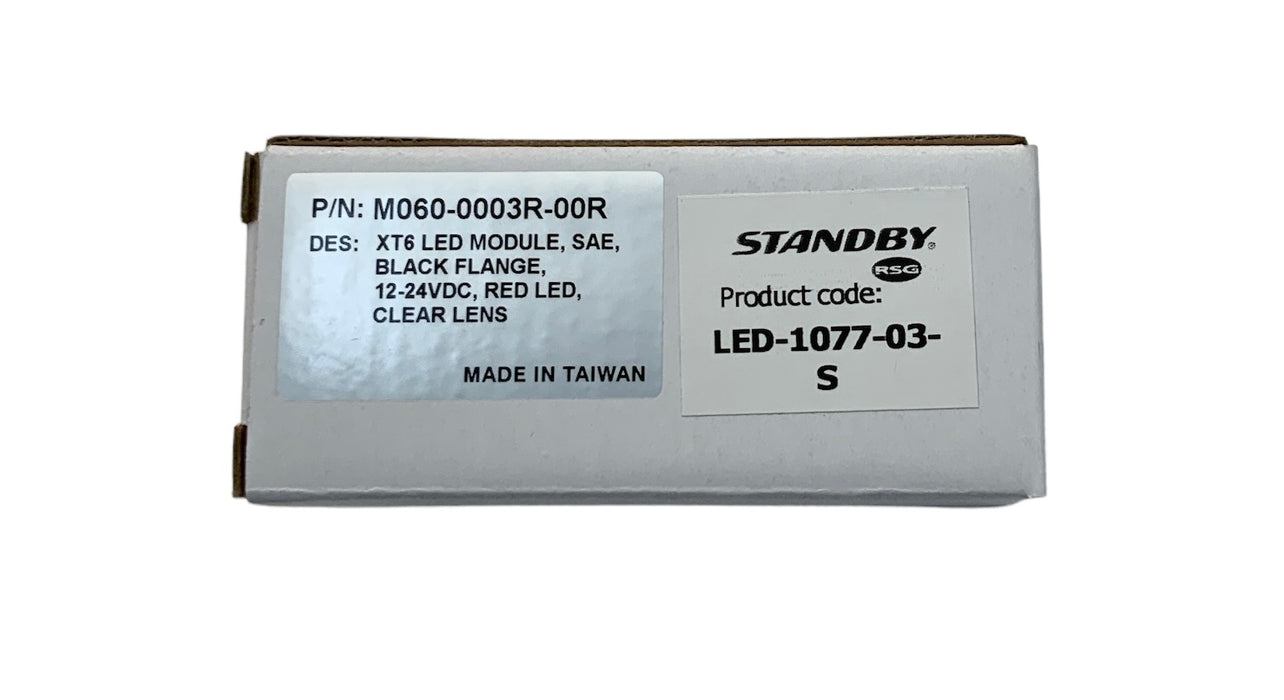 P/N: M060-0003R-00R
DES: XT6 LED MODULE, SAE,
BLACK FLANGE,
12-24VDC, RED LED,
CLEAR LENS
MADE IN TAIWAN
STANDBY®
RSG
Product code:
LED-1077-03-
S